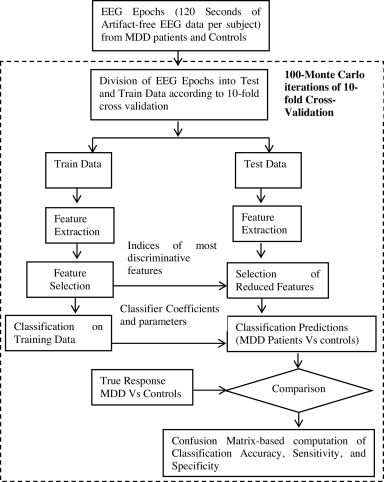 EEG Epochs (120 Seconds of
Artifact-free EEG data per subject)
from MDD patients and Controls
100-Monte Carlo
iterations of 10-
fold Cross-
Validation
Division of EEG Epochs into Test
and Train Data according to 10-fold
cross validation
Train Data
Test Data
Feature
Extraction
Feature
Extraction
Indices of most
discriminative
features
Feature
Selection
Selection of
Reduced Features
Classifier Coefficients
and parameters
Classification on
Training Data
Classification Predictions
(MDD Patients Vs controls)
True Response
MDD Vs Controls
Comparison
Confusion Matrix-based computation of
Classification Accuracy, Sensitivity, and
Specificity